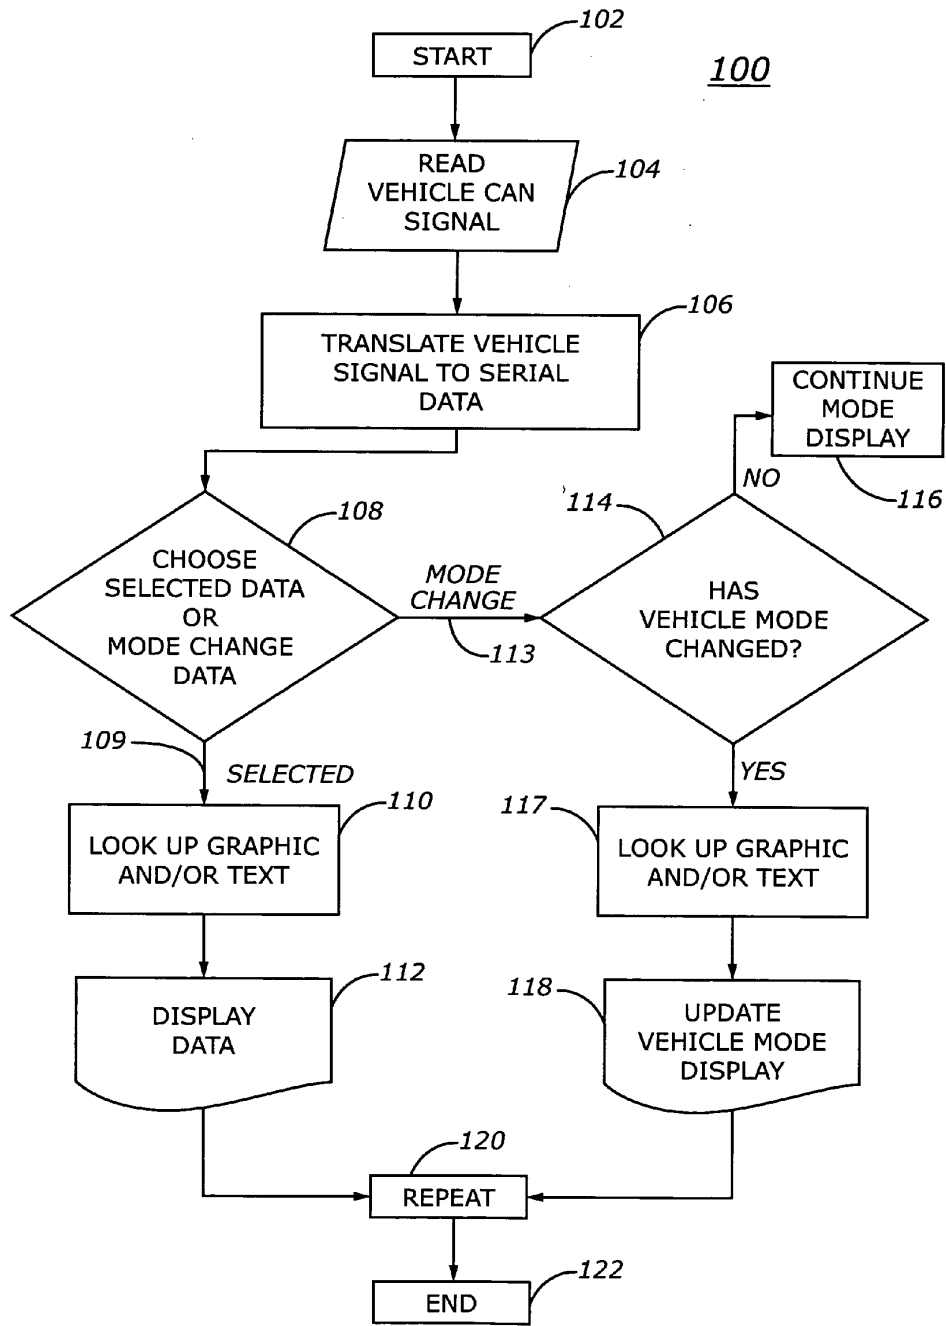 102
START
100
READ
VEHICLE CAN
SIGNAL
104
106
TRANSLATE VEHICLE
SIGNAL TO SERIAL
DATA
CONTINUE
MODE
DISPLAY
116
NO
108
114
CHOOSE
SELECTED DATA
OR
MODE CHANGE
DATA
MODE
CHANGE
113
HAS
VEHICLE MODE
CHANGED?
109
SELECTED
YES
110
LOOK UP GRAPHIC
AND/OR TEXT
117
LOOK UP GRAPHIC
AND/OR TEXT
112
DISPLAY
DATA
118
UPDATE
VEHICLE MODE
DISPLAY
120
REPEAT
122
END